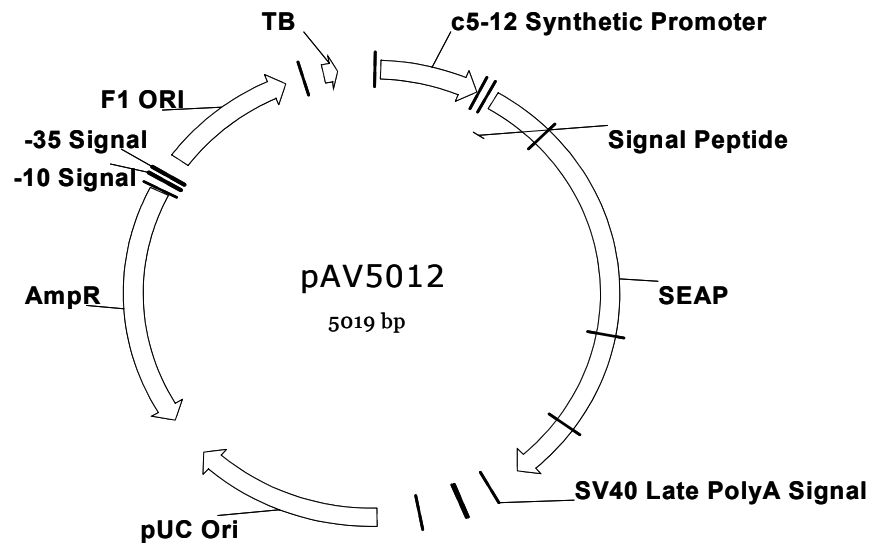 TB
c5-12 Synthetic Promoter
F1 ORI
-35 Signal
Signal Peptide
-10 Signal
pAV5012
AmpR
SEAP
5019 bp
SV40 Late PolyA Signal
pUC Ori